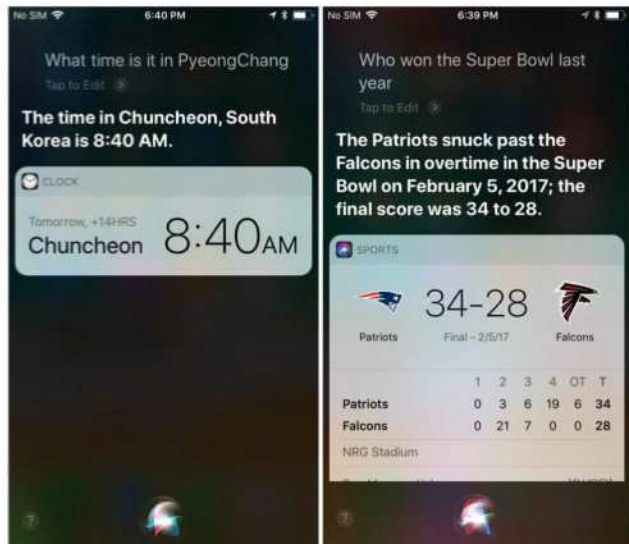 No SIM 6:40 PM
What time is it in PyeongChang
Tap to Edit
The time in Chuncheon, South
Korea is 8:40 AM.
CLOCK
Tomorrow, +14HRS
Chuncheon 8:40AM
?
No SIM 6:39 PM
Who won the Super Bowl last
year
Tap to Edit
The Patriots snuck past the
Falcons in overtime in the Super
Bowl on February 5, 2017; the
final score was 34 to 28.
SPORTS
34-28
Patriots Final - 2/5/17 Falcons
1 2 3 4 OT T
Patriots 0 3 6 19 6 34
Falcons 0 21 7 0 0 28
NRG Stadium
?